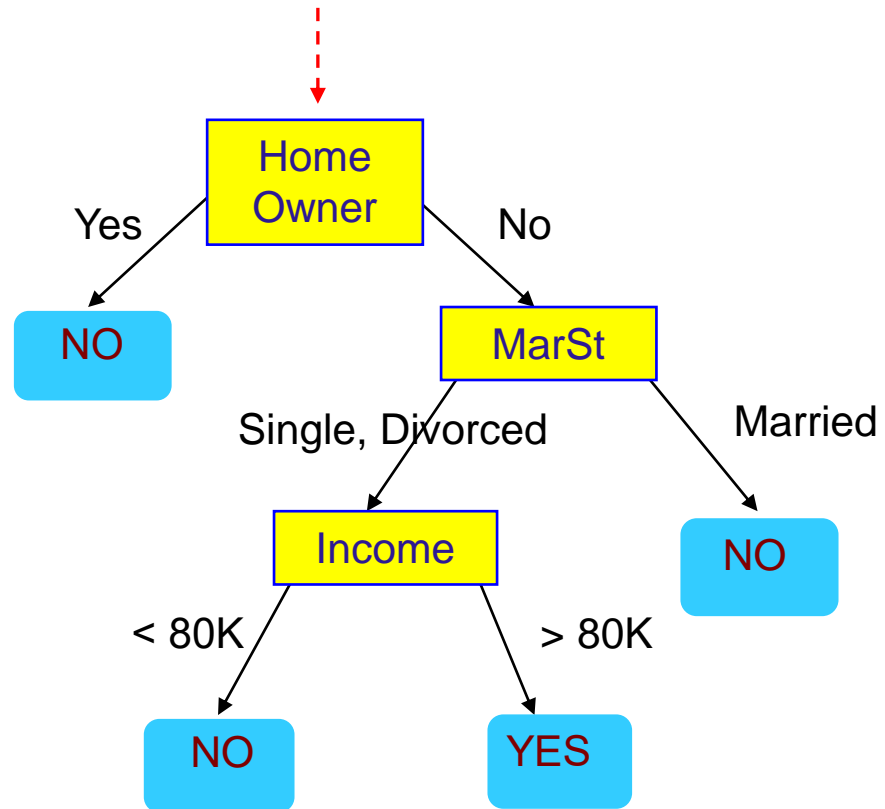 Home
Owner
Yes
No
NO
MarSt
Single, Divorced
Married
Income
NO
< 80K
> 80K
NO
YES